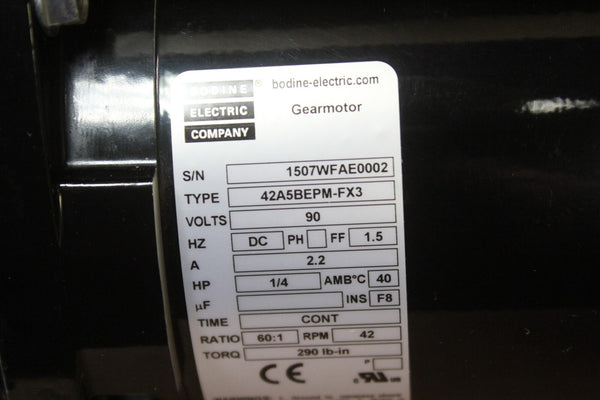 BODINE ® bodine-electric.com
ELECTRIC Gearmotor
COMPANY
S/N 1507WFAE0002
TYPE 42A5BEPM-FX3
VOLTS 90
HZ DC PH FF 1.5
A 2.2
HP 1/4 AMB°C 40
µF INS F8
TIME CONT
RATIO 60:1 RPM 42
TORQ 290 lb-in
P
CE c UL us